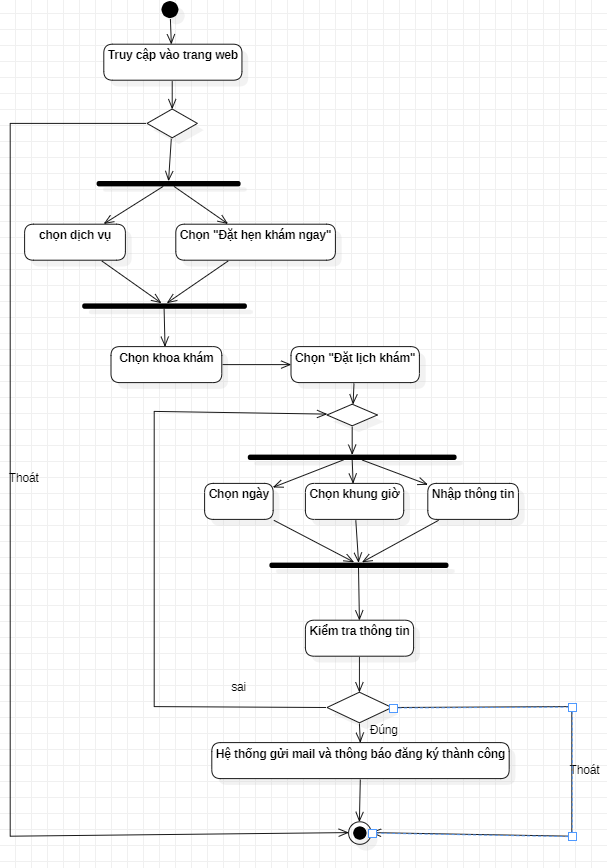 Truy cập vào trang web
chọn dịch vụ
Chọn "Đặt hẹn khám ngay"
Chọn khoa khám
Chọn "Đặt lịch khám"
Thoát
Chọn ngày
Chọn khung giờ
Nhập thông tin
Kiểm tra thông tin
sai
Đúng
Hệ thống gửi mail và thông báo đăng ký thành công
Thoát